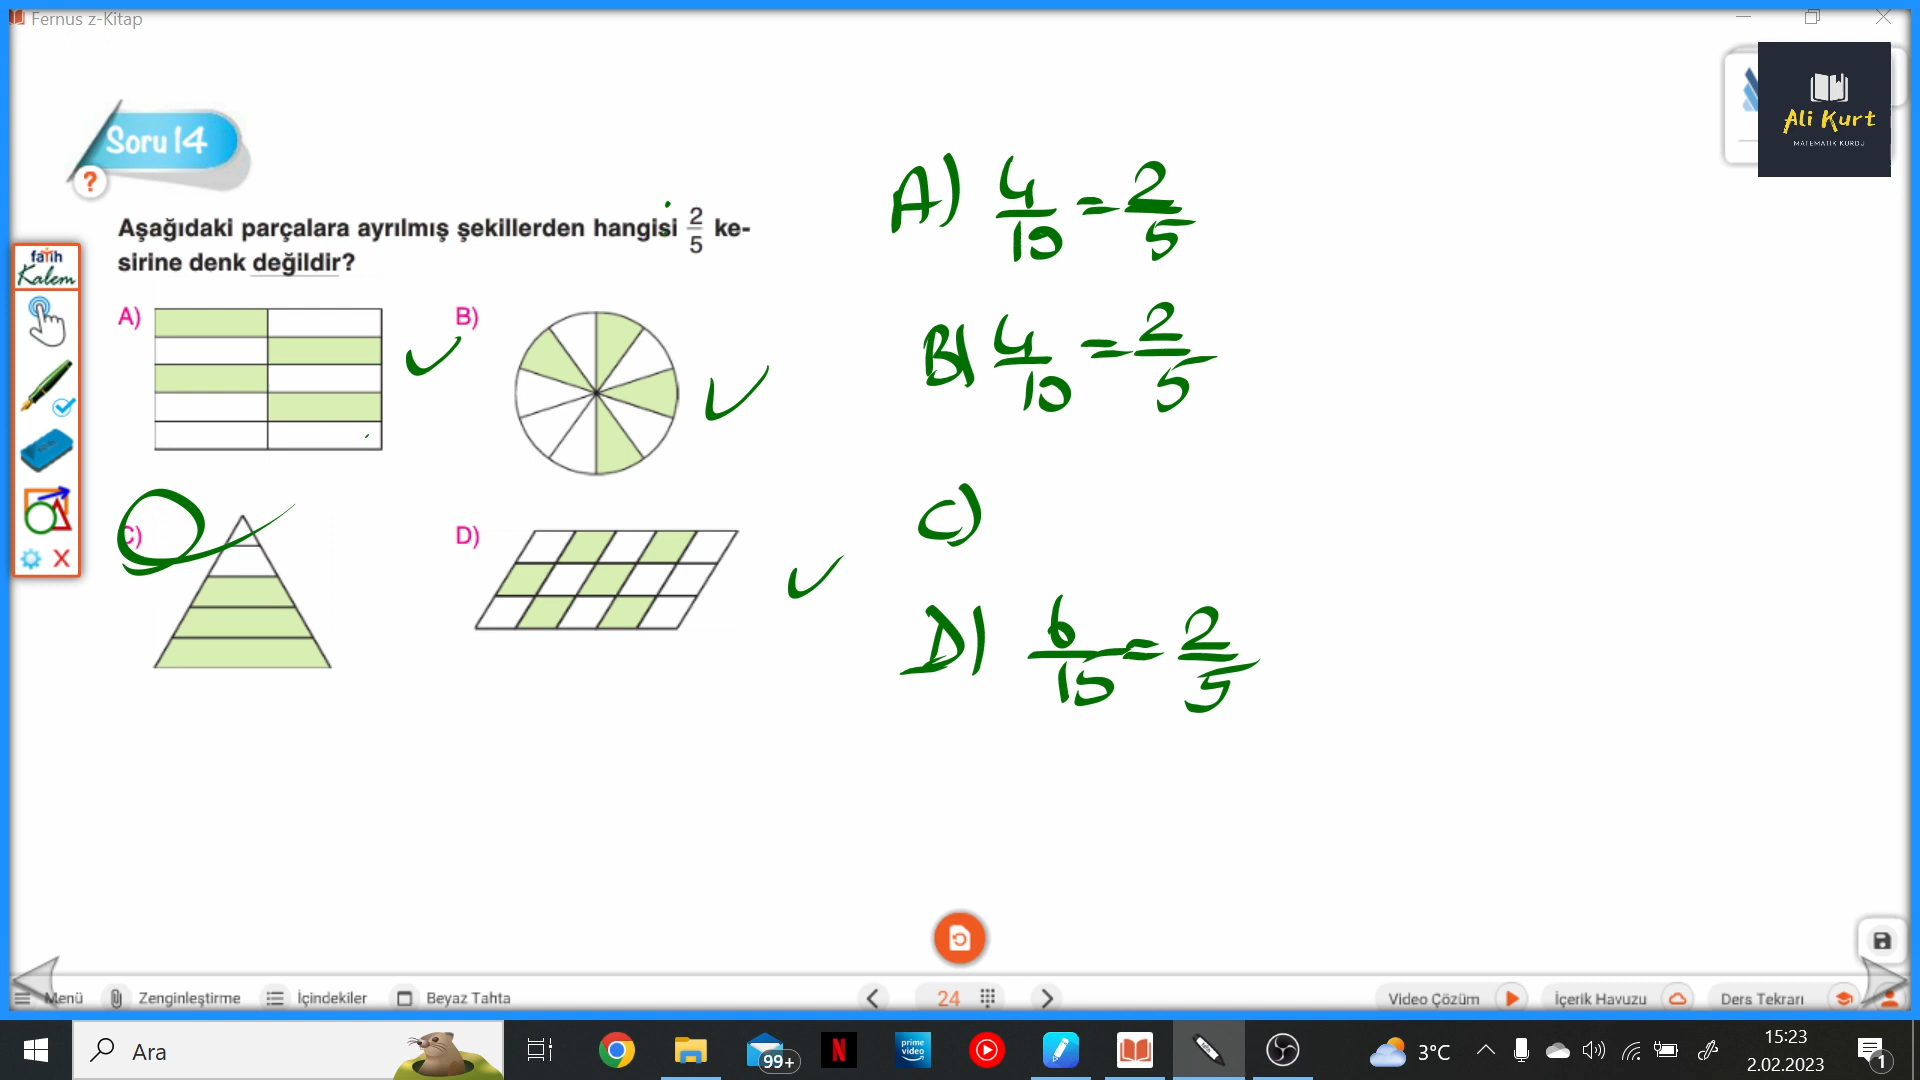 Fernus z-Kitap
Ali Kurt
MATEMATİK KURDU
Soru 14
?
Aşağıdaki parçalara ayrılmış şekillerden hangisi 2/5 ke-
sirine denk değildir?
fatih
Kalem
A)
B)
C)
D)
A) 4/10 = 2/5
B) 4/10 = 2/5
C)
D) 6/15 = 2/5
Menü
Zenginleştirme
İçindekiler
Beyaz Tahta
24
Video Çözüm
İçerik Havuzu
Ders Tekrarı
Ara
99+
N
prime video
3°C
15:23
2.02.2023
1